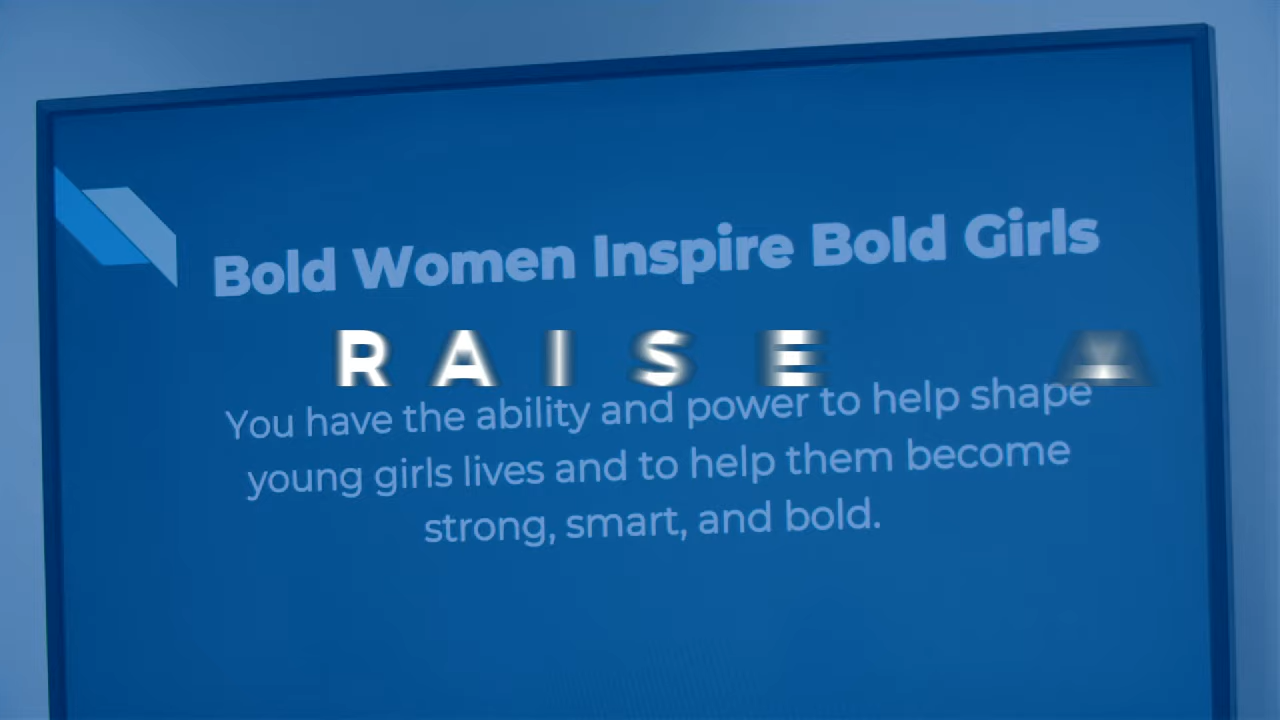 Bold Women Inspire Bold Girls
RAISE A
You have the ability and power to help shape
young girls lives and to help them become
strong, smart, and bold.